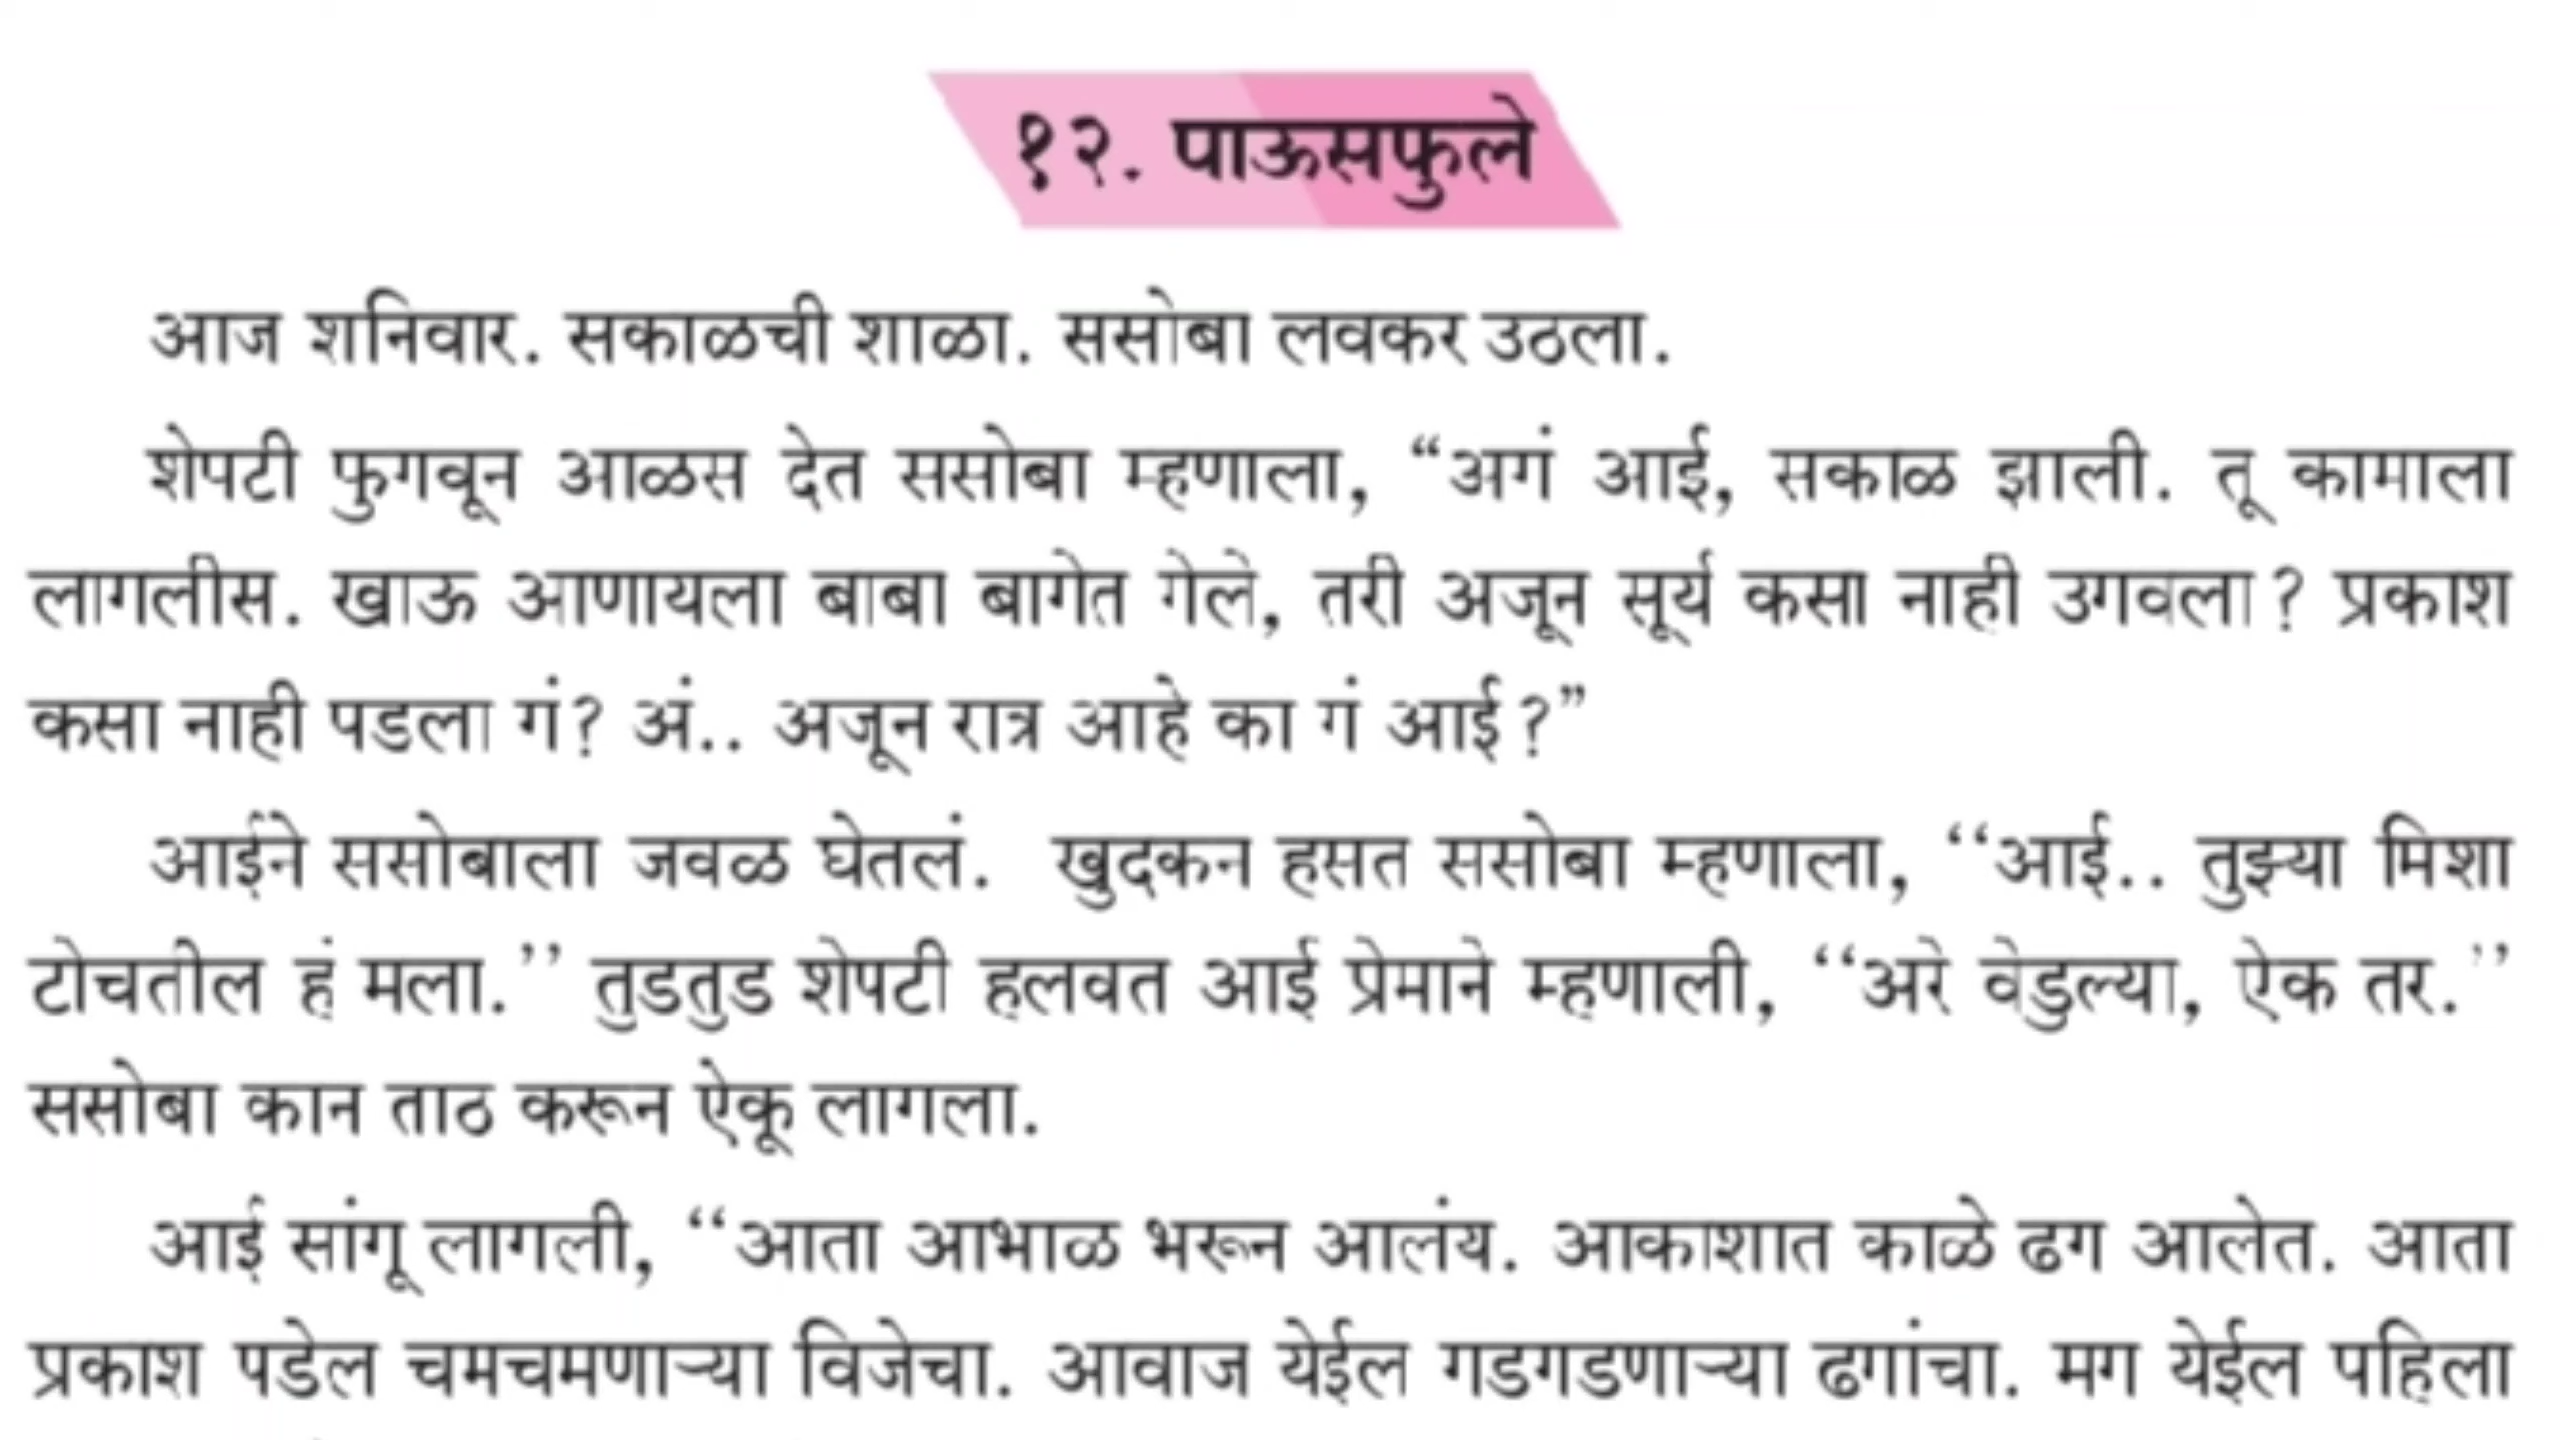 १२. पाऊसफुले
आज शनिवार. सकाळची शाळा. ससोबा लवकर उठला.
शेपटी फुगवून आळस देत ससोबा म्हणाला, “अगं आई, सकाळ झाली. तू कामाला
लागलीस. खाऊ आणायला बाबा बागेत गेले, तरी अजून सूर्य कसा नाही उगवला? प्रकाश
कसा नाही पडला गं? अं.. अजून रात्र आहे का गं आई?”
आईने ससोबाला जवळ घेतलं. खुदकन हसत ससोबा म्हणाला, ‘‘आई.. तुझ्या मिशा
टोचतील हं मला.’’ तुडतुड शेपटी हलवत आई प्रेमाने म्हणाली, ‘‘अरे वेडुल्या, ऐक तर.’’
ससोबा कान ताठ करून ऐकू लागला.
आई सांगू लागली, ‘‘आता आभाळ भरून आलंय. आकाशात काळे ढग आलेत. आता
प्रकाश पडेल चमचमणाऱ्या विजेचा. आवाज येईल गडगडणाऱ्या ढगांचा. मग येईल पहिला